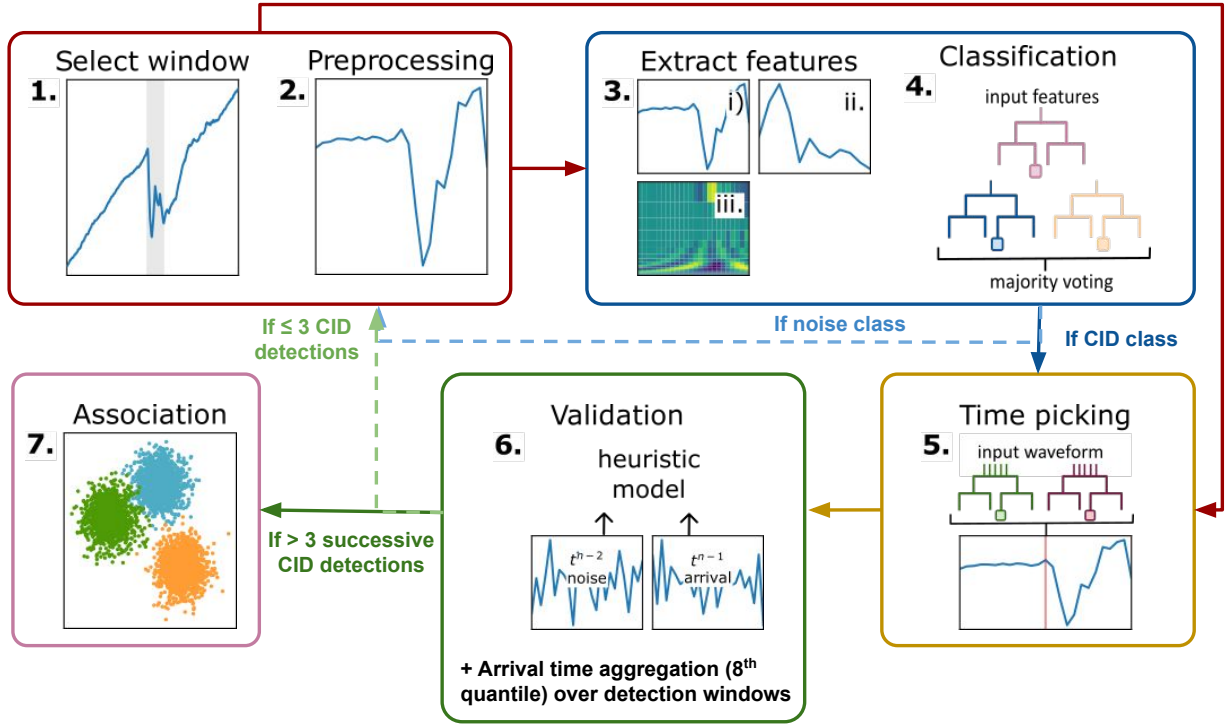 Select window
1.
Preprocessing
2.
Extract features
3.
i)
ii.
iii.
Classification
4.
input features
majority voting
If ≤ 3 CID
detections
If noise class
If CID class
Association
7.
If > 3 successive
CID detections
Validation
6.
heuristic
model
tⁿ⁻²
noise
tⁿ⁻¹
arrival
+ Arrival time aggregation (8th
quantile) over detection windows
Time picking
5.
input waveform